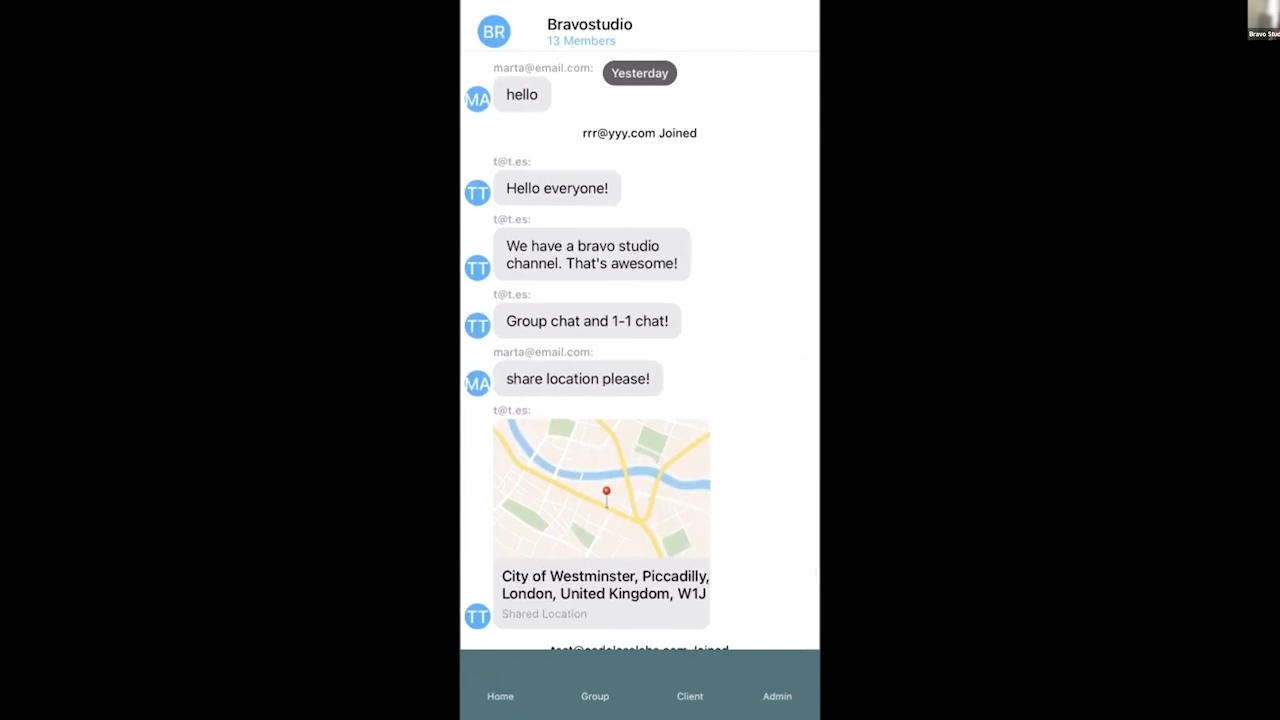 BR
Bravostudio
13 Members
Bravo Stud
marta@email.com:
Yesterday
MA
hello
rrr@yyy.com Joined
t@t.es:
TT
Hello everyone!
t@t.es:
We have a bravo studio
channel. That's awesome!
TT
t@t.es:
TT
Group chat and 1-1 chat!
marta@email.com:
MA
share location please!
t@t.es:
City of Westminster, Piccadilly,
London, United Kingdom, W1J
Shared Location
TT
Joined
Home
Group
Client
Admin